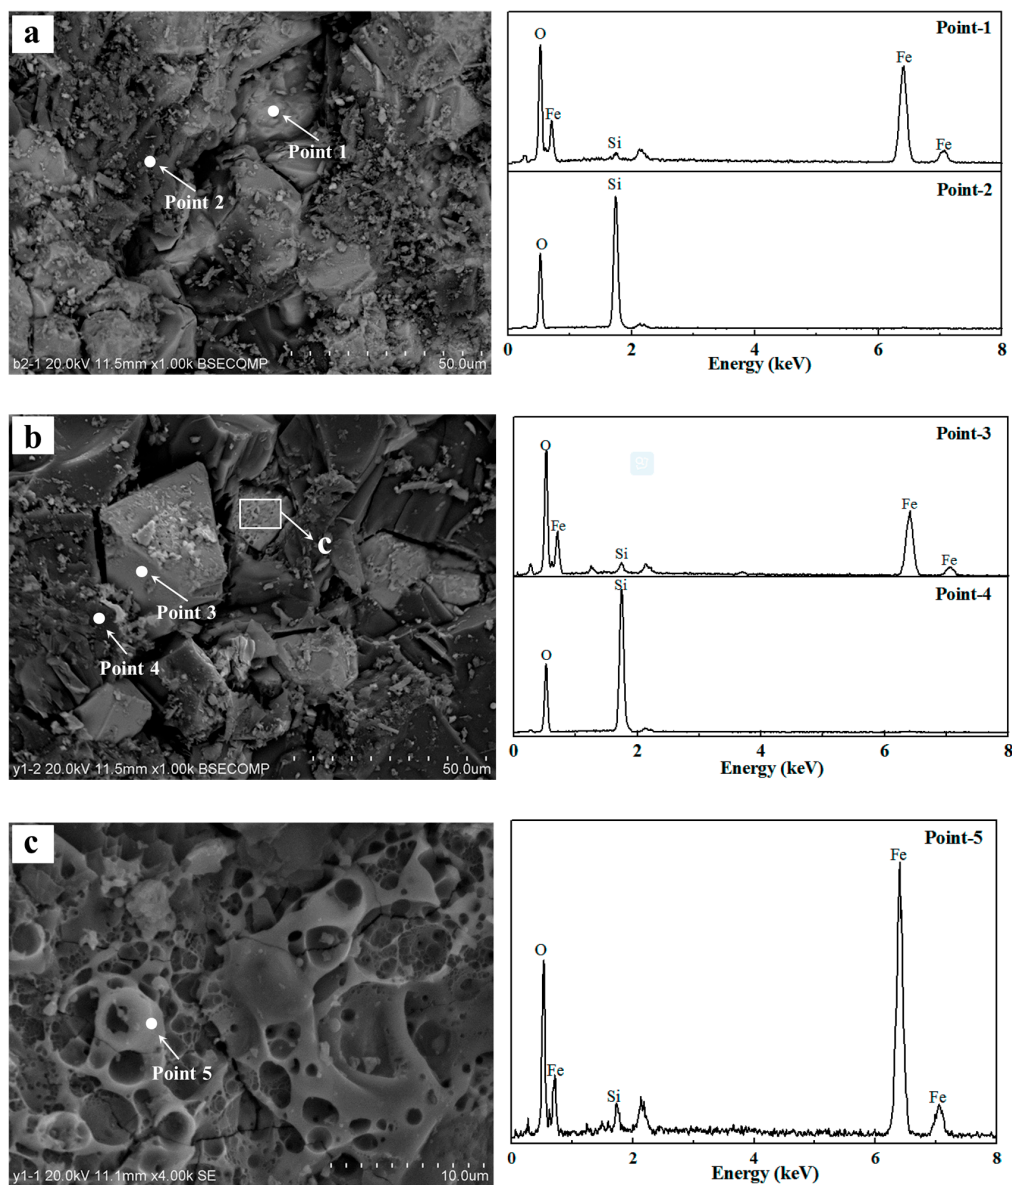 a
Point 1
Point 2
b2-1 20.0kV 11.5mm x1.00k BSECOMP 50.0um
Point-1
O
Fe
Si
Fe
Fe
Point-2
O
Si
0 2 4 6 8
Energy (keV)
b
c
Point 3
Point 4
y1-2 20.0kV 11.5mm x1.00k BSECOMP 50.0um
Point-3
O
Fe
Si
Fe
Fe
Point-4
O
Si
0 2 4 6 8
Energy (keV)
c
Point 5
y1-1 20.0kV 11.1mm x4.00k SE 10.0um
Point-5
O
Fe
Si
Fe
Fe
0 2 4 6 8
Energy (keV)